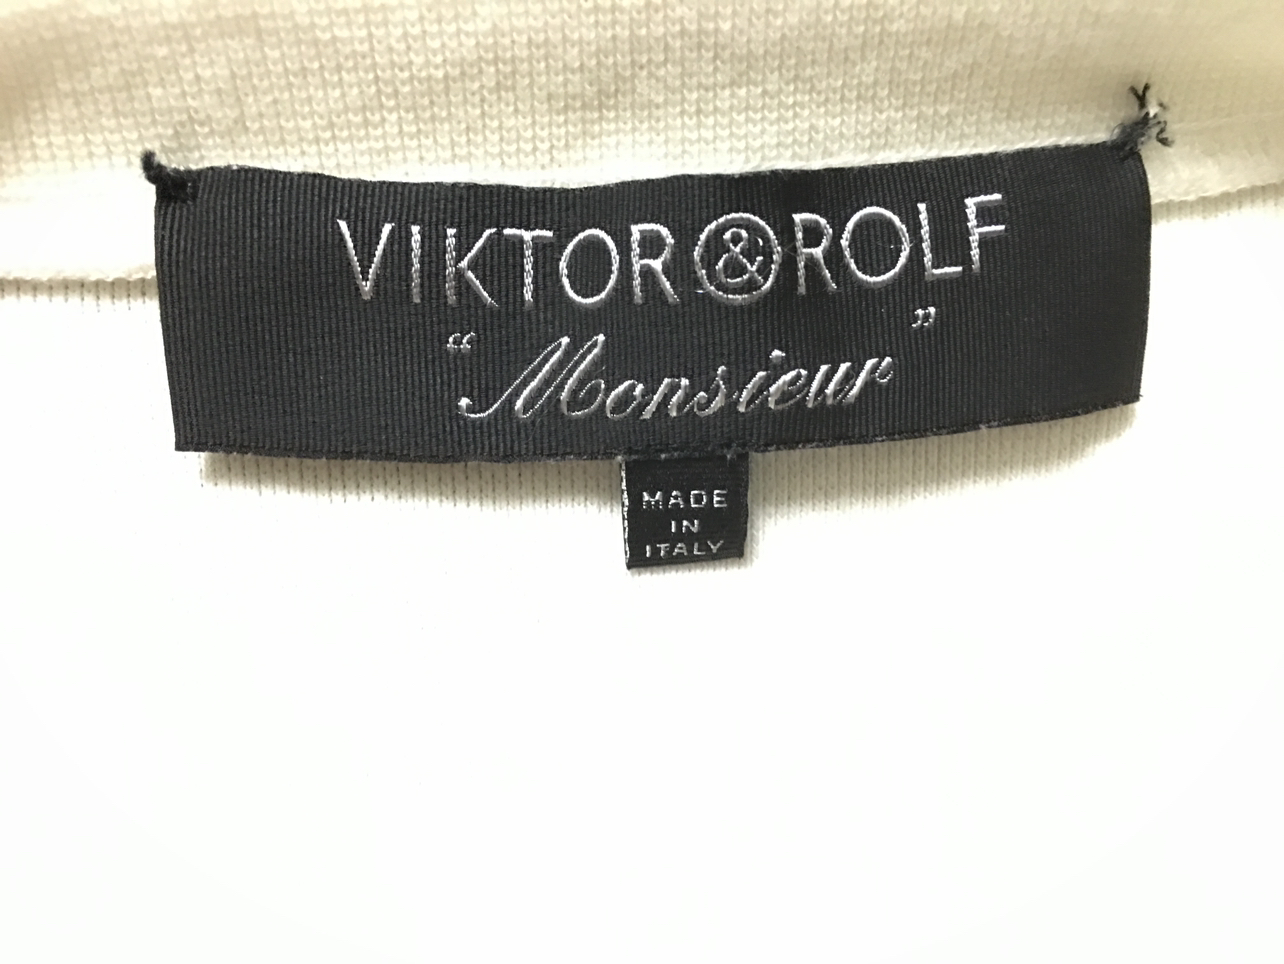 VIKTOR&ROLF
“Monsieur”
MADE
IN
ITALY